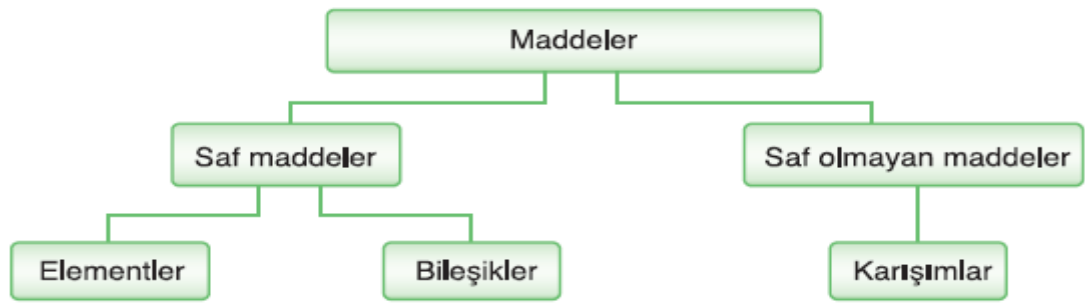 Maddeler
Saf maddeler
Saf olmayan maddeler
Elementler
Bileşikler
Karışımlar